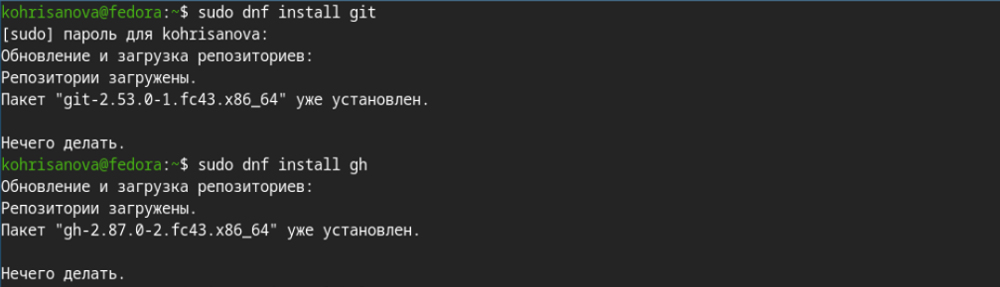 kohrisanova@fedora:~$ sudo dnf install git
[sudo] пароль для kohrisanova:
Обновление и загрузка репозиториев:
Репозитории загружены.
Пакет "git-2.53.0-1.fc43.x86_64" уже установлен.
Нечего делать.
kohrisanova@fedora:~$ sudo dnf install gh
Обновление и загрузка репозиториев:
Репозитории загружены.
Пакет "gh-2.87.0-2.fc43.x86_64" уже установлен.
Нечего делать.